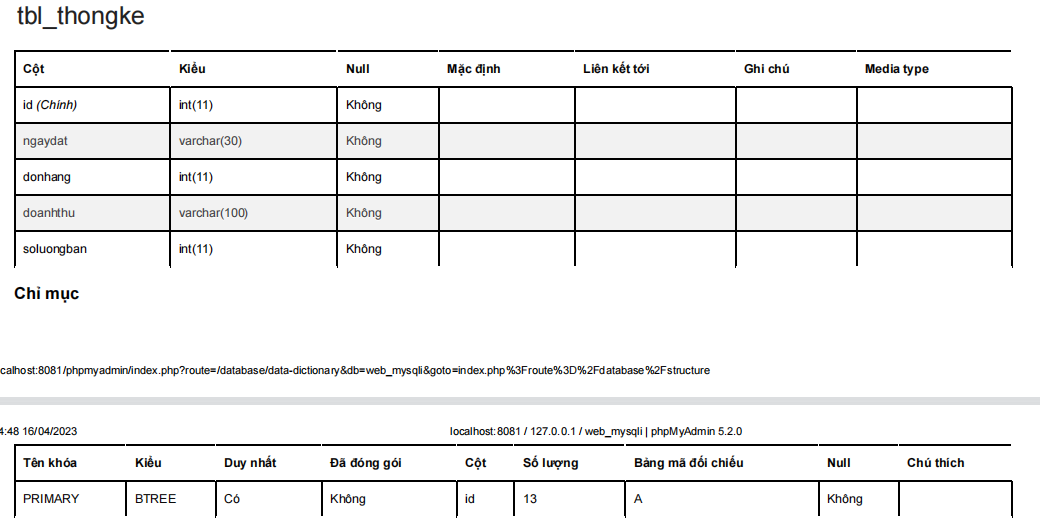 tbl_thongke
Cột Kiểu Null Mặc định Liên kết tới Ghi chú Media type
id (Chính) int(11) Không
ngaydat varchar(30) Không
donhang int(11) Không
doanhthu varchar(100) Không
soluongban int(11) Không
Chỉ mục
calhost:8081/phpmyadmin/index.php?route=/database/data-dictionary&db=web_mysqli&goto=index.php%3Froute%3D%2Fdatabase%2Fstructure
4:48 16/04/2023 localhost:8081 / 127.0.0.1 / web_mysqli | phpMyAdmin 5.2.0
Tên khóa Kiểu Duy nhất Đã đóng gói Cột Số lượng Bảng mã đối chiếu Null Chú thích
PRIMARY BTREE Có Không id 13 A Không